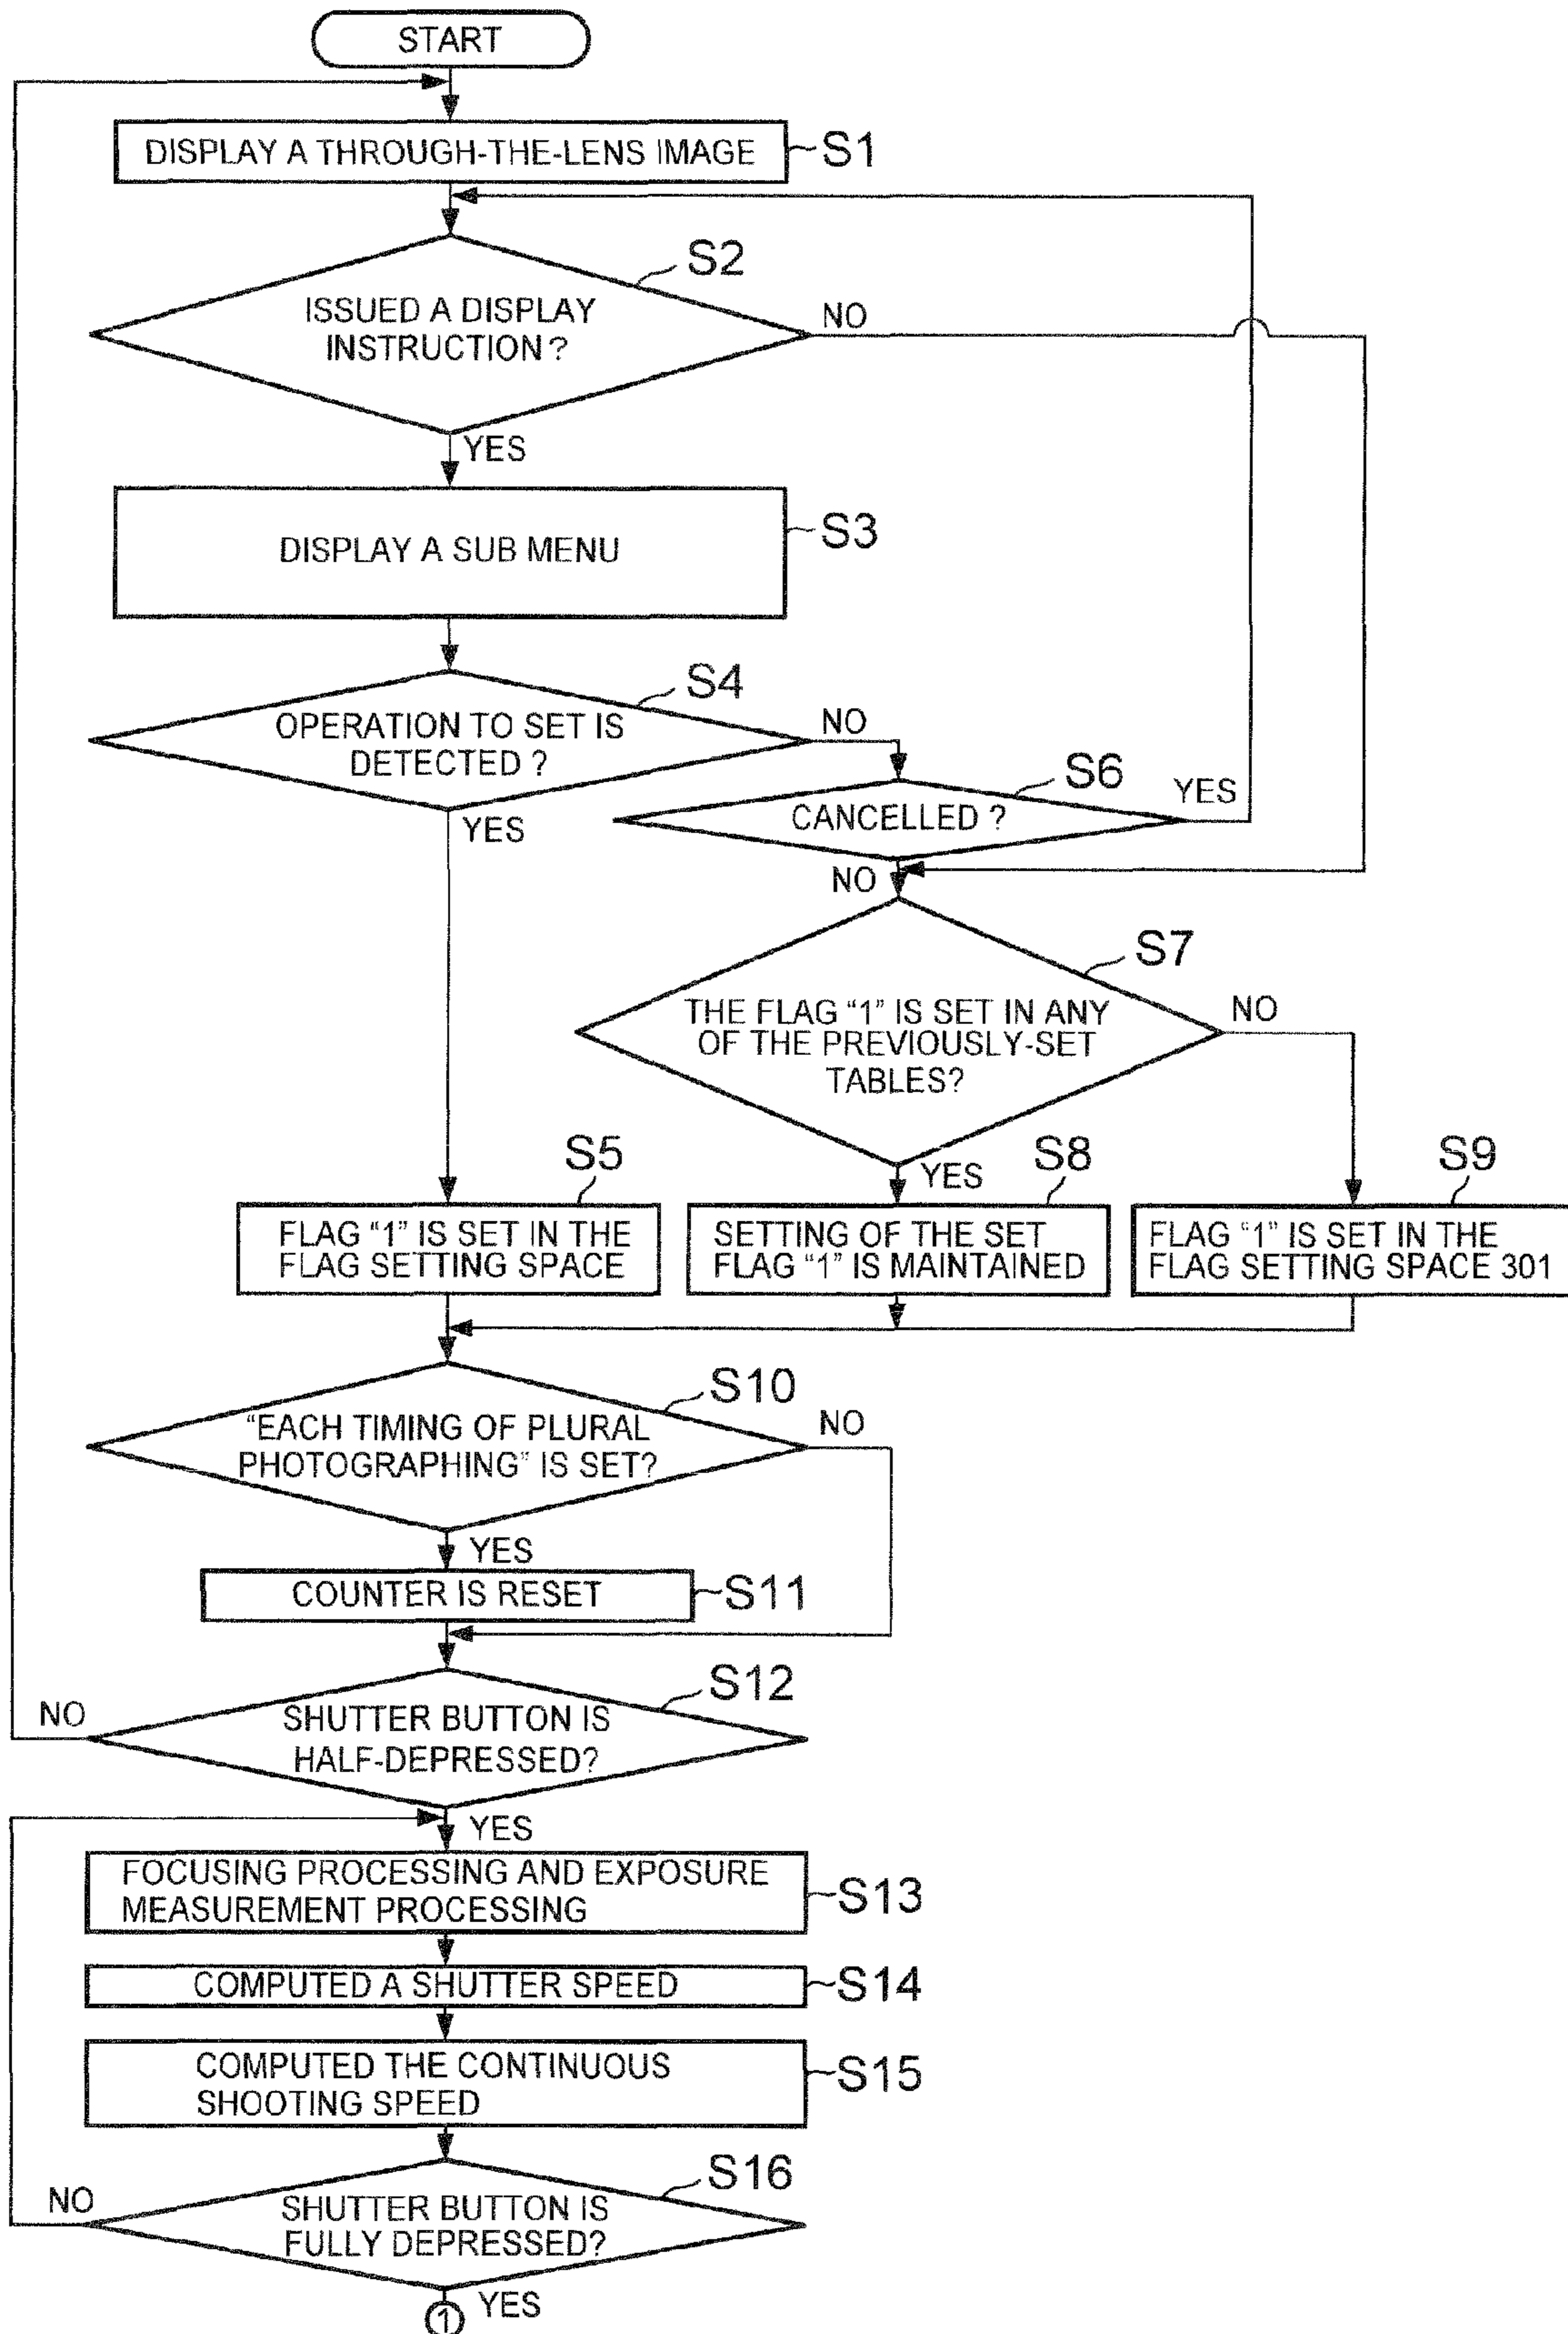 START
DISPLAY A THROUGH-THE-LENS IMAGE
S1
S2
ISSUED A DISPLAY
INSTRUCTION ?
NO
YES
DISPLAY A SUB MENU
S3
S4
OPERATION TO SET IS
DETECTED ?
NO
YES
S6
CANCELLED ?
YES
NO
S7
THE FLAG “1” IS SET IN ANY
OF THE PREVIOUSLY-SET
TABLES?
NO
YES
S5
FLAG “1” IS SET IN THE
FLAG SETTING SPACE
S8
SETTING OF THE SET
FLAG “1” IS MAINTAINED
S9
FLAG “1” IS SET IN THE
FLAG SETTING SPACE 301
S10
“EACH TIMING OF PLURAL
PHOTOGRAPHING” IS SET?
NO
YES
COUNTER IS RESET
S11
S12
SHUTTER BUTTON IS
HALF-DEPRESSED?
NO
YES
FOCUSING PROCESSING AND EXPOSURE
MEASUREMENT PROCESSING
S13
COMPUTED A SHUTTER SPEED
S14
COMPUTED THE CONTINUOUS
SHOOTING SPEED
S15
S16
SHUTTER BUTTON IS
FULLY DEPRESSED?
NO
YES
1